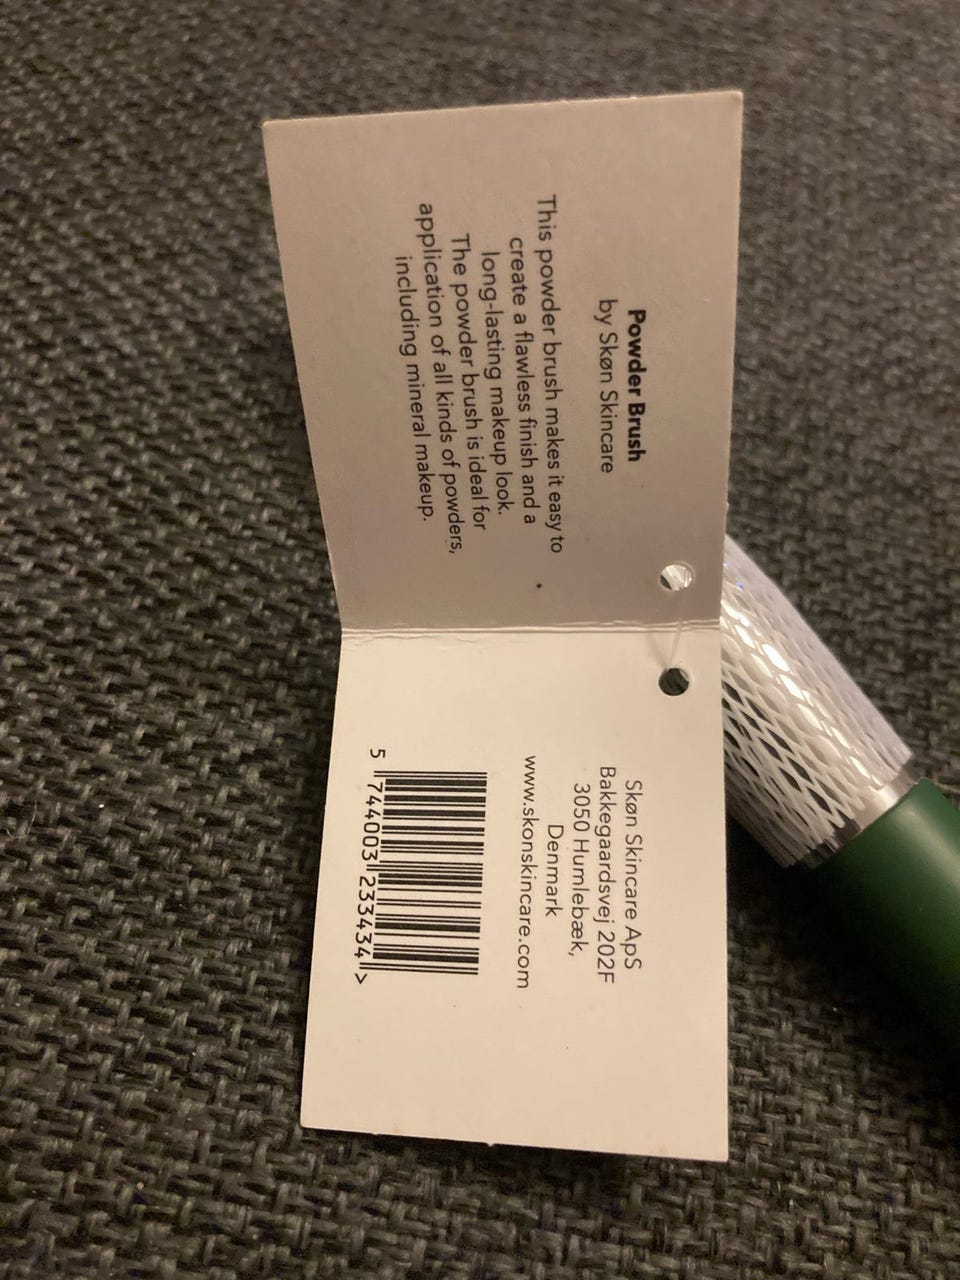 Powder Brush
by Skøn Skincare
This powder brush makes it easy to
create a flawless finish and a
long-lasting makeup look.
The powder brush is ideal for
application of all kinds of powders,
including mineral makeup.
Skøn Skincare ApS
Bakkegaardsvej 202F
3050 Humlebæk,
Denmark
www.skonskincare.com
5 744003 233434 >